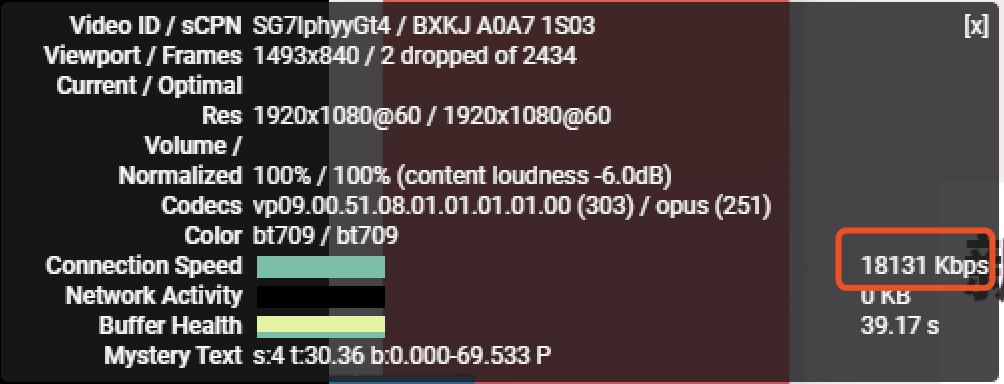 Video ID / sCPN SG7lphyyGt4 / BXKJ A0A7 1S03 [x]
Viewport / Frames 1493x840 / 2 dropped of 2434
Current / Optimal
Res 1920x1080@60 / 1920x1080@60
Volume /
Normalized 100% / 100% (content loudness -6.0dB)
Codecs vp09.00.51.08.01.01.01.01.00 (303) / opus (251)
Color bt709 / bt709
Connection Speed 18131 Kbps
Network Activity 0 KB
Buffer Health 39.17 s
Mystery Text s:4 t:30.36 b:0.000-69.533 P